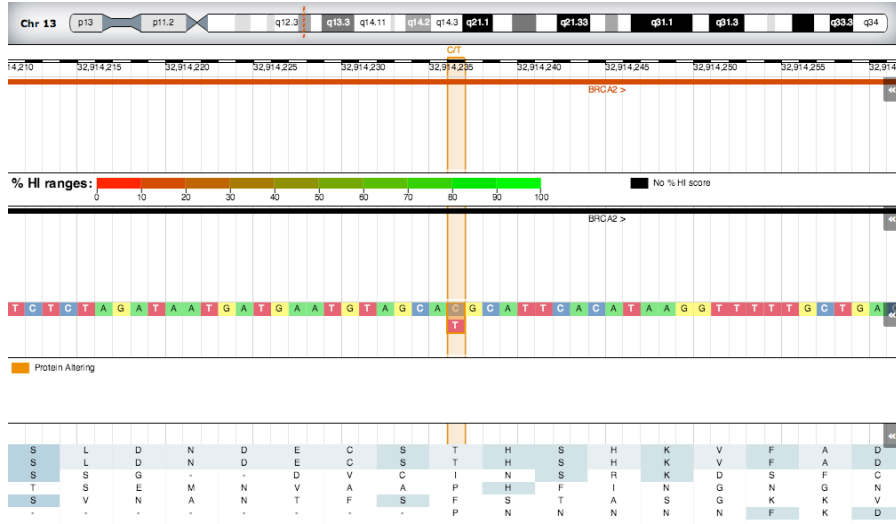 Chr 13 p13 p11.2 q12.3 q13.3 q14.11 q14.2 q14.3 q21.1 q21.33 q31.1 q31.3 q33.3 q34
C/T
14,210 32,914,215 32,914,220 32,914,225 32,914,230 32,914,235 32,914,240 32,914,245 32,914,250 32,914,255 32,914
BRCA2 >
% HI ranges: No % HI score
0 10 20 30 40 50 60 70 80 90 100
BRCA2 >
T C T C T A G A T A A T G A T G A A T G T A G C A C G C A T T C A C A T A A G G T T T T T G C T G A C
T
Protein Altering
S L D N D E C S T H S H K V F A D
S L D N D E C S T H S H K V F A D
S S G - - D V C I N S R K D S F C
T S E M N V A A P H F I N G N G N
S V N A N T F S F S T A S G K K V
- - - - - - - - P N N N N N F K D